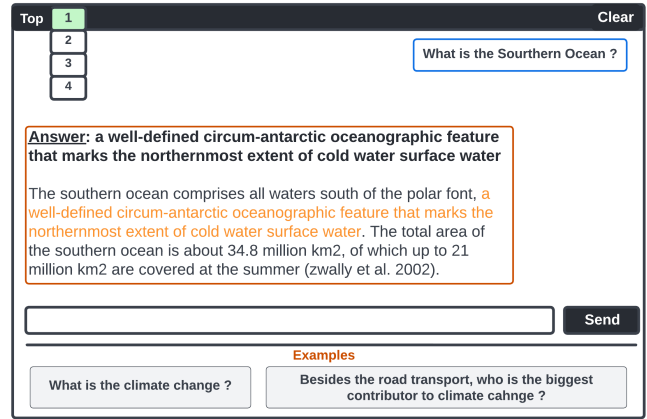 Top 1 Clear
2
3
4
What is the Sourthern Ocean ?
Answer: a well-defined circum-antarctic oceanographic feature
that marks the northernmost extent of cold water surface water
The southern ocean comprises all waters south of the polar font, a
well-defined circum-antarctic oceanographic feature that marks the
northernmost extent of cold water surface water. The total area of
the southern ocean is about 34.8 million km2, of which up to 21
million km2 are covered at the summer (zwally et al. 2002).
Send
Examples
What is the climate change ?
Besides the road transport, who is the biggest
contributor to climate cahnge ?